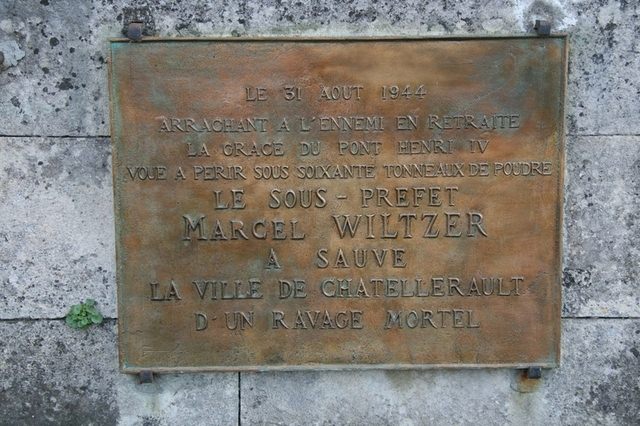 LE 31 AOUT 1944
ARRACHANT A L'ENNEMI EN RETRAITE
LA GRACE DU PONT HENRI IV
VOUE A PERIR SOUS SOIXANTE TONNEAUX DE POUDRE
LE SOUS-PREFET
MARCEL WILTZER
A SAUVE
LA VILLE DE CHATELLERAULT
D'UN RAVAGE MORTEL